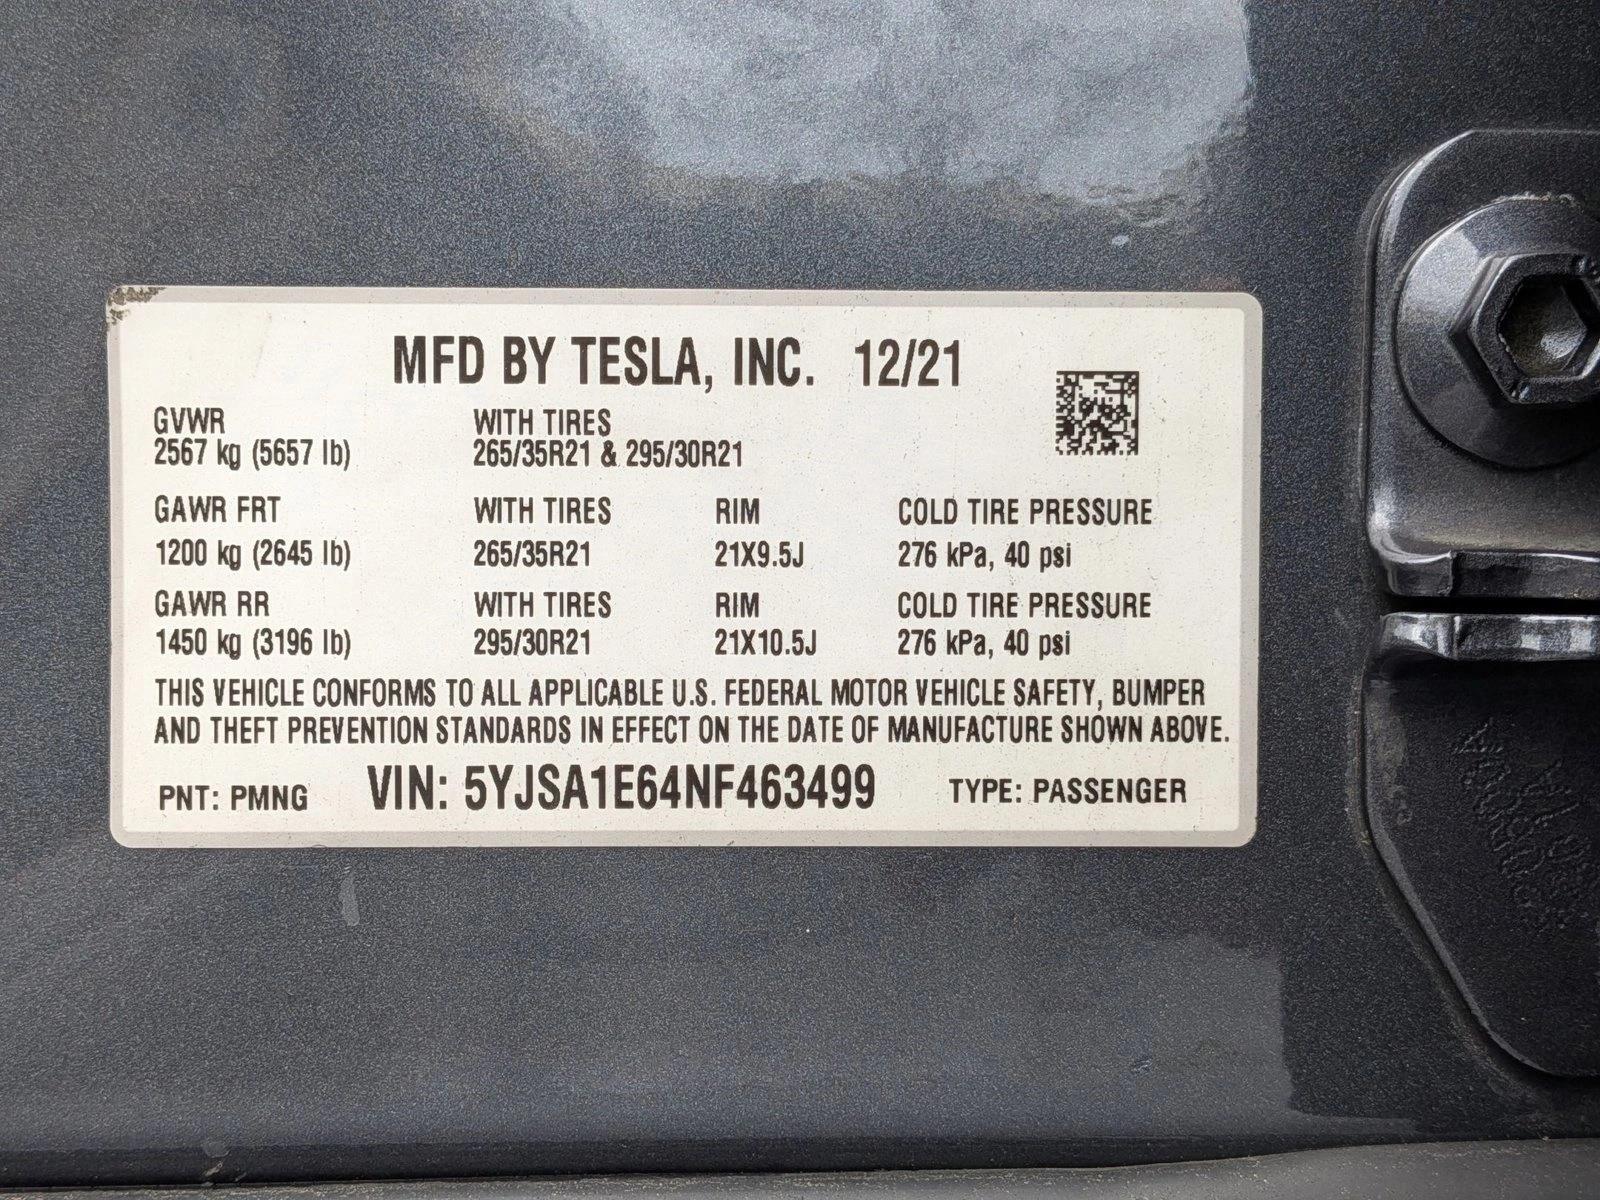 MFD BY TESLA, INC. 12/21
GVWR WITH TIRES
2567 kg (5657 lb) 265/35R21 & 295/30R21
GAWR FRT WITH TIRES RIM COLD TIRE PRESSURE
1200 kg (2645 lb) 265/35R21 21X9.5J 276 kPa, 40 psi
GAWR RR WITH TIRES RIM COLD TIRE PRESSURE
1450 kg (3196 lb) 295/30R21 21X10.5J 276 kPa, 40 psi
THIS VEHICLE CONFORMS TO ALL APPLICABLE U.S. FEDERAL MOTOR VEHICLE SAFETY, BUMPER
AND THEFT PREVENTION STANDARDS IN EFFECT ON THE DATE OF MANUFACTURE SHOWN ABOVE.
PNT: PMNG VIN: 5YJSA1E64NF463499 TYPE: PASSENGER